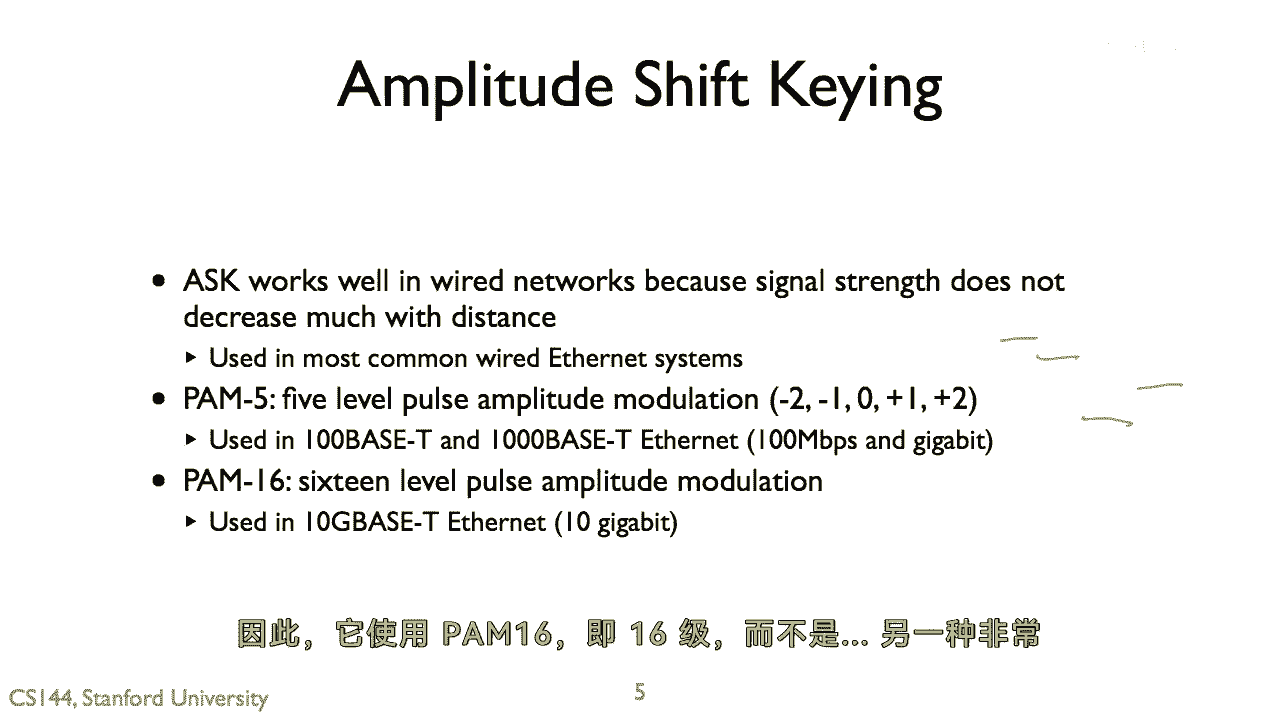 Amplitude Shift Keying
• ASK works well in wired networks because signal strength does not
decrease much with distance
▸ Used in most common wired Ethernet systems
• PAM-5: five level pulse amplitude modulation (-2, -1, 0, +1, +2)
▸ Used in 100BASE-T and 1000BASE-T Ethernet (100Mbps and gigabit)
• PAM-16: sixteen level pulse amplitude modulation
▸ Used in 10GBASE-T Ethernet (10 gigabit)
因此，它使用 PAM16，即 16 级，而不是... 另一种非常
CS144, Stanford University
5